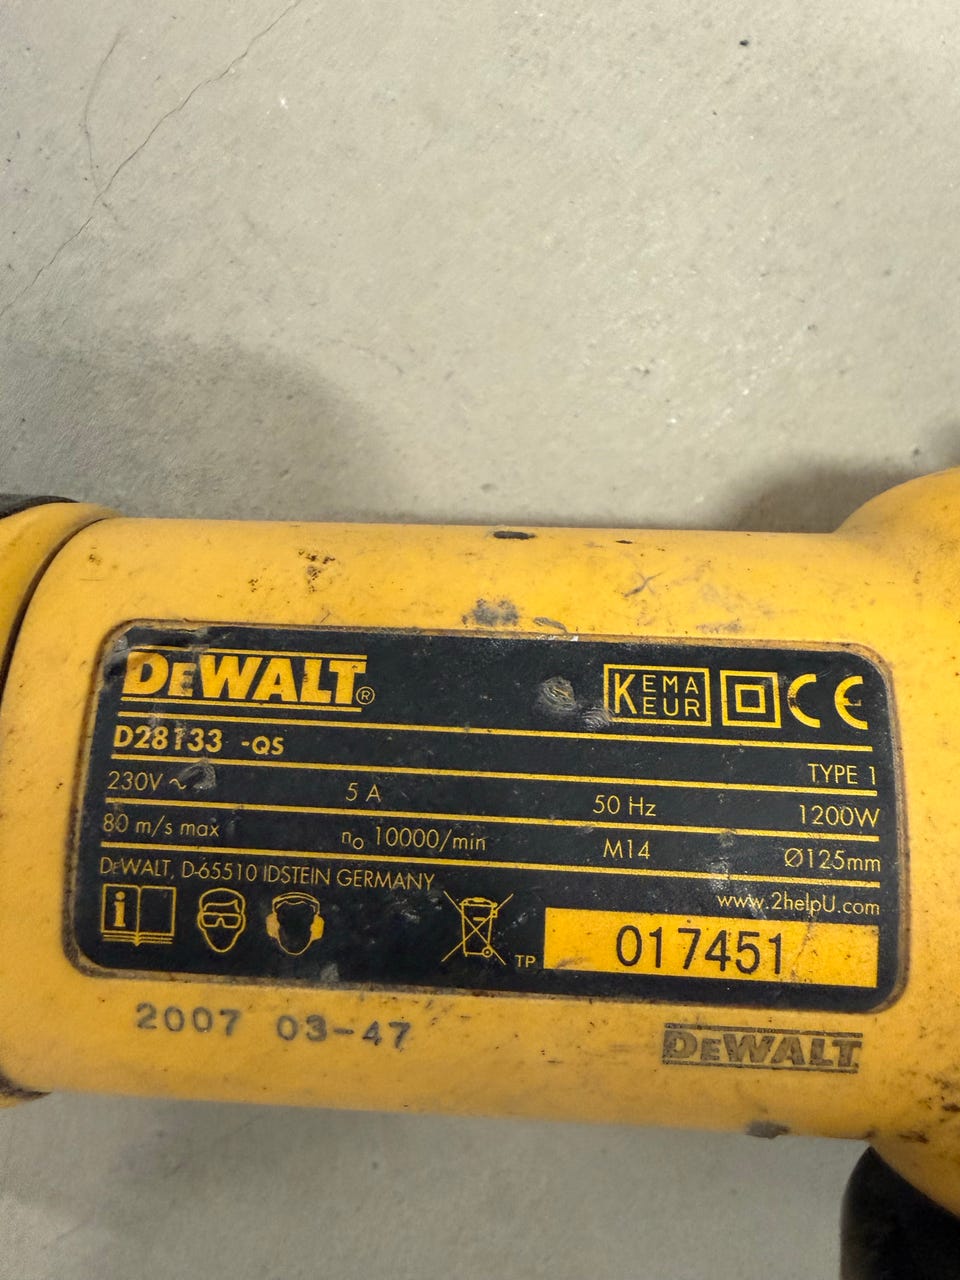 DEWALT®
KEMA
EUR
CE
D28133 -QS
TYPE 1
230V ~ 5 A 50 Hz 1200W
80 m/s max n₀ 10000/min M14 Ø125mm
DEWALT, D-65510 IDSTEIN GERMANY
www.2helpU.com
i
TP 017451
2007 03-47
DEWALT